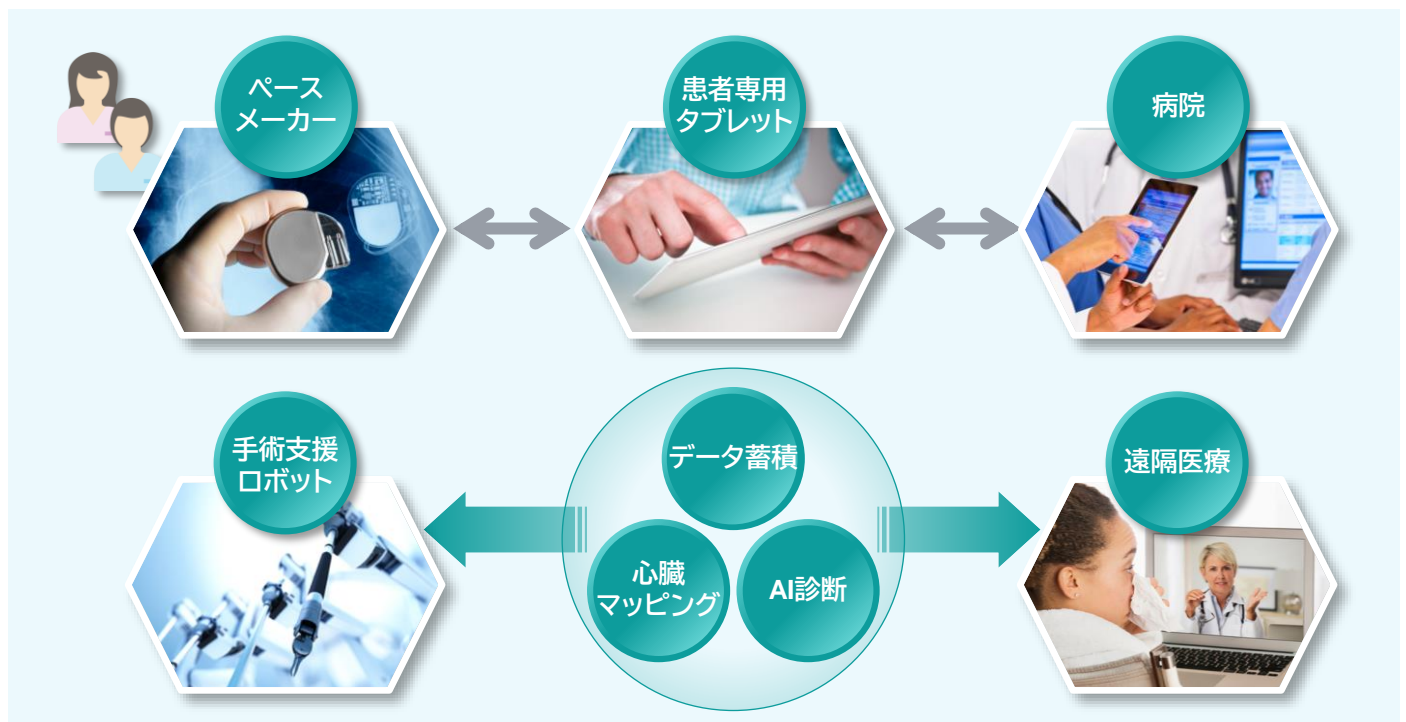 ペース
メーカー
患者専用
タブレット
病院
手術支援
ロボット
データ蓄積
心臓
マッピング
AI診断
遠隔医療